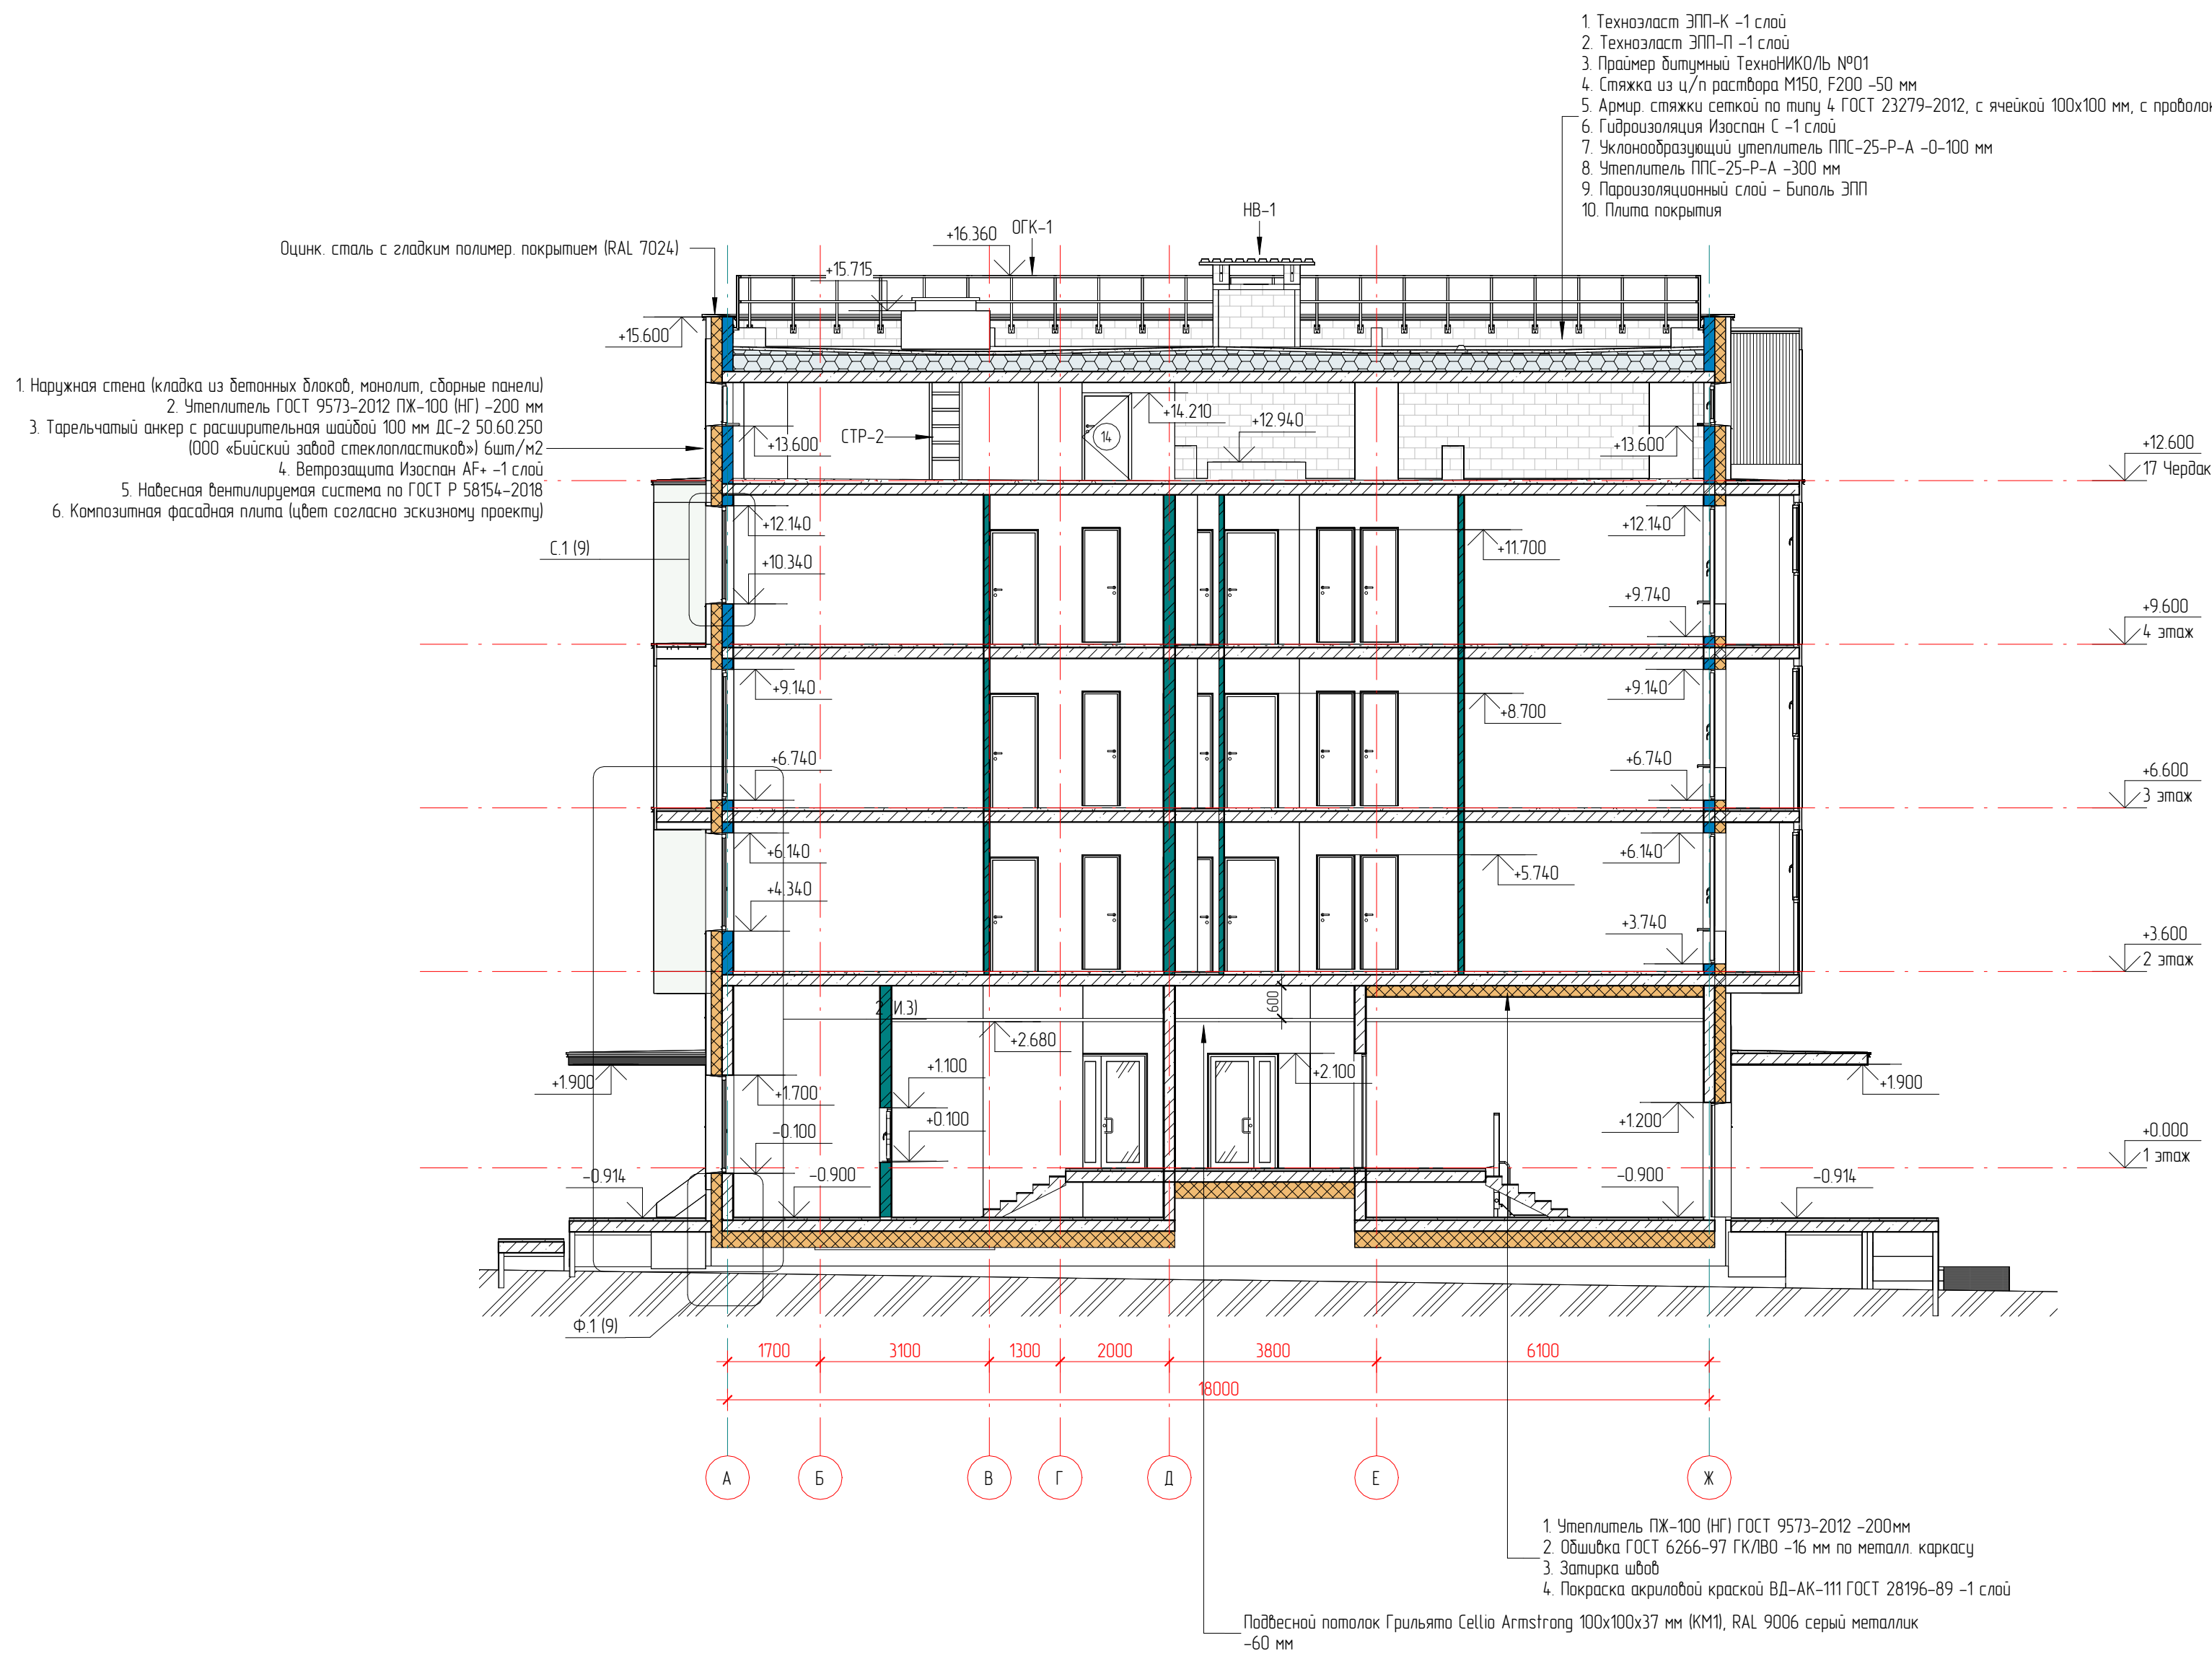 1. Техноэласт ЭПП-К -1 слой
2. Техноэласт ЭПП-П -1 слой
3. Праймер битумный ТехноНИКОЛЬ №01
4. Стяжка из ц/п раствора М150, F200 -50 мм
5. Армир. стяжки сеткой по типу 4 ГОСТ 23279-2012, с ячейкой 100х100 мм, с
6. Гидроизоляция Изоспан С -1 слой
7. Уклонообразующий утеплитель ППС-25-Р-А -0-100 мм
8. Утеплитель ППС-25-Р-А -300 мм
9. Пароизоляционный слой - Биполь ЭПП
10. Плита покрытия
НВ-1
ОГК-1
+16.360
Оцинк. сталь с гладким полимер. покрытием (RAL 7024)
+15.715
+15.600
1. Наружная стена (кладка из бетонных блоков, монолит, сборные панели)
2. Утеплитель ГОСТ 9573-2012 ПЖ-100 (НГ) -200 мм
3. Тарельчатый анкер с расширительная шайбой 100 мм ДС-2 50.60.250
(ООО «Бийский завод стеклопластиков») 6шт/м2
4. Ветрозащита Изоспан AF+ -1 слой
5. Навесная вентилируемая система по ГОСТ Р 58154-2018
6. Композитная фасадная плита (цвет согласно эскизному проекту)
+14.210
+12.940
14
СТР-2
+13.600
+13.600
+12.600
17 Чердак
+12.140
+12.140
С.1 (9)
+11.700
+10.340
+9.740
+9.600
4 этаж
+9.140
+9.140
+8.700
+6.740
+6.740
+6.600
3 этаж
+6.140
+6.140
+5.740
+4.340
+3.740
+3.600
2 этаж
600
2 И.3)
+2.680
+1.900
+1.700
+1.100
+2.100
+1.900
+0.100
+1.200
-0.100
+0.000
1 этаж
-0.914
-0.900
-0.900
-0.914
Ф.1 (9)
1700
3100
1300
2000
3800
6100
18000
А
Б
В
Г
Д
Е
Ж
1. Утеплитель ПЖ-100 (НГ) ГОСТ 9573-2012 -200мм
2. Обшивка ГОСТ 6266-97 ГКЛВО -16 мм по металл. каркасу
3. Затирка швов
4. Покраска акриловой краской ВД-АК-111 ГОСТ 28196-89 -1 слой
Подвесной потолок Грильято Cellio Armstrong 100х100х37 мм (КМ1), RAL 9006 серый металлик
-60 мм